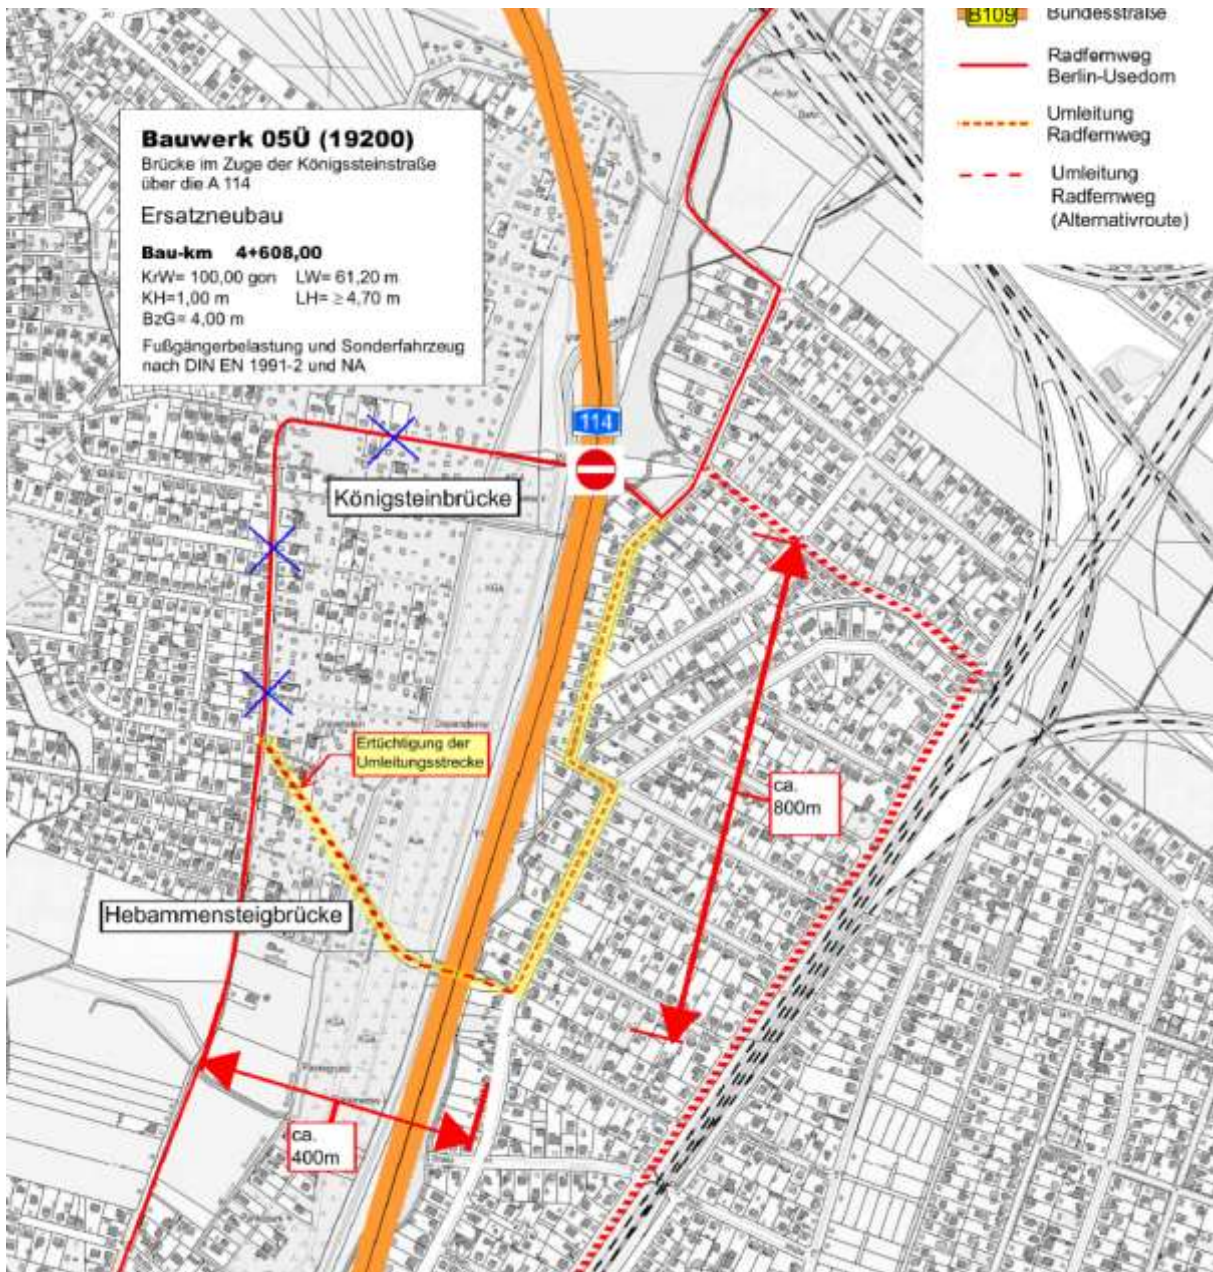 Bauwerk 05Ü (19200)
Brücke im Zuge der Königssteinstraße
über die A 114
Ersatzneubau
Bau-km 4+608,00
KrW= 100,00 gon LW= 61,20 m
KH=1,00 m LH= ≥ 4,70 m
BzG= 4,00 m
Fußgängerbelastung und Sonderfahrzeug
nach DIN EN 1991-2 und NA
B109
Bundesstraße
Radfernweg
Berlin-Usedom
Umleitung
Radfernweg
Umleitung
Radfernweg
(Alternativroute)
114
Königsteinbrücke
KGA
Ertüchtigung der
Umleitungsstrecke
ca.
800m
Hebammensteigbrücke
KGA
KGA
ca.
400m